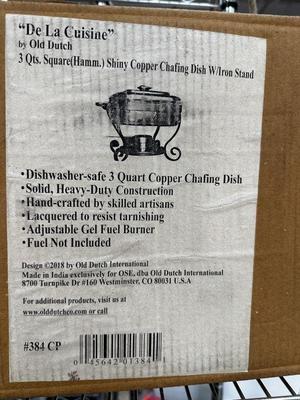 "De La Cuisine"
by Old Dutch
3 Qts. Square(Hamm.) Shiny Copper Chafing Dish W/Iron Stand
•Dishwasher-safe 3 Quart Copper Chafing Dish
•Solid, Heavy-Duty Construction
•Hand-crafted by skilled artisans
•Lacquered to resist tarnishing
•Adjustable Gel Fuel Burner
•Fuel Not Included
Design ©2018 by Old Dutch International
Made in India exclusively for OSE, dba Old Dutch International
8700 Turnpike Dr #160 Westminster, CO 80031 U.S.A
For additional products, visit us at
www.olddutchco.com or call
#384 CP
0 45642 01384